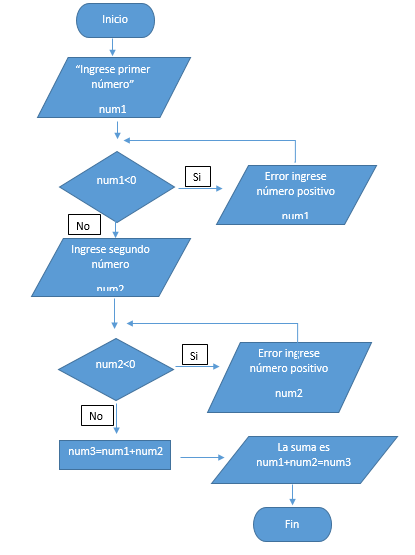 Inicio
“Ingrese primer
número”
num1
num1<0
Si
Error ingrese
número positivo
num1
No
Ingrese segundo
número
num2
num2<0
Si
Error ingrese
número positivo
num2
No
num3=num1+num2
La suma es
num1+num2=num3
Fin